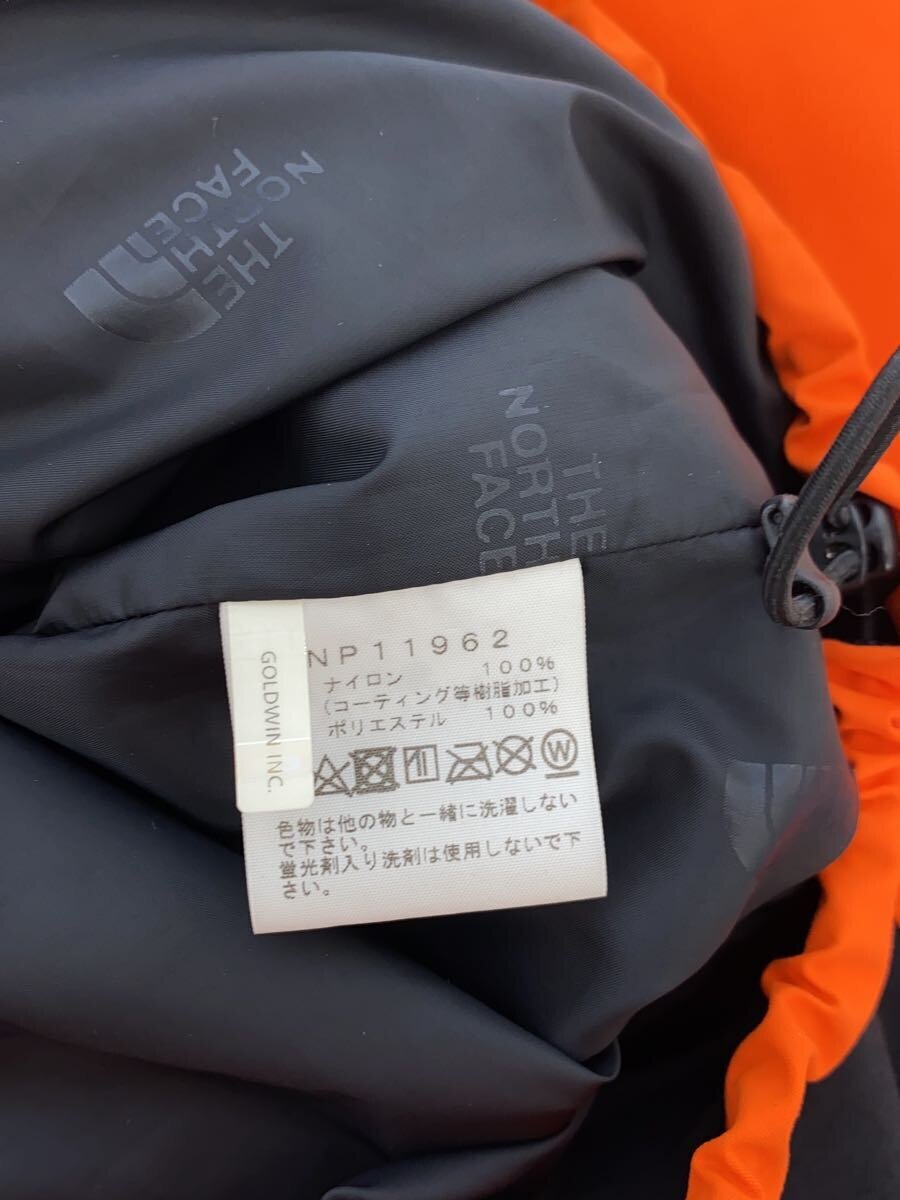 THE
NORTH
FACE
THE
NORTH
FACE
GOLDWIN INC.
NP11962
ナイロン 100%
(コーティング等樹脂加工)
ポリエステル 100%
W
色物は他の物と一緒に洗濯しない
で下さい。
蛍光剤入り洗剤は使用しないで下
さい。